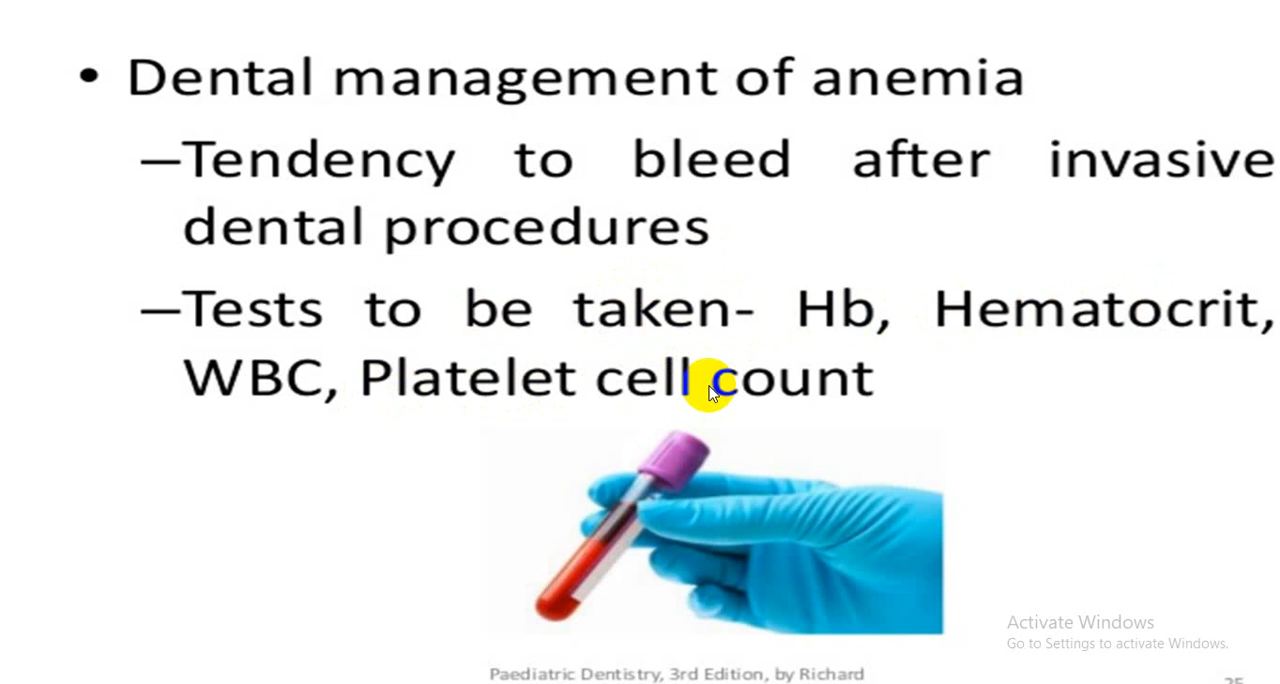 • Dental management of anemia
–Tendency to bleed after invasive
dental procedures
–Tests to be taken- Hb, Hematocrit,
WBC, Platelet cell count
Activate Windows
Go to Settings to activate Windows.
Paediatric Dentistry, 3rd Edition, by Richard